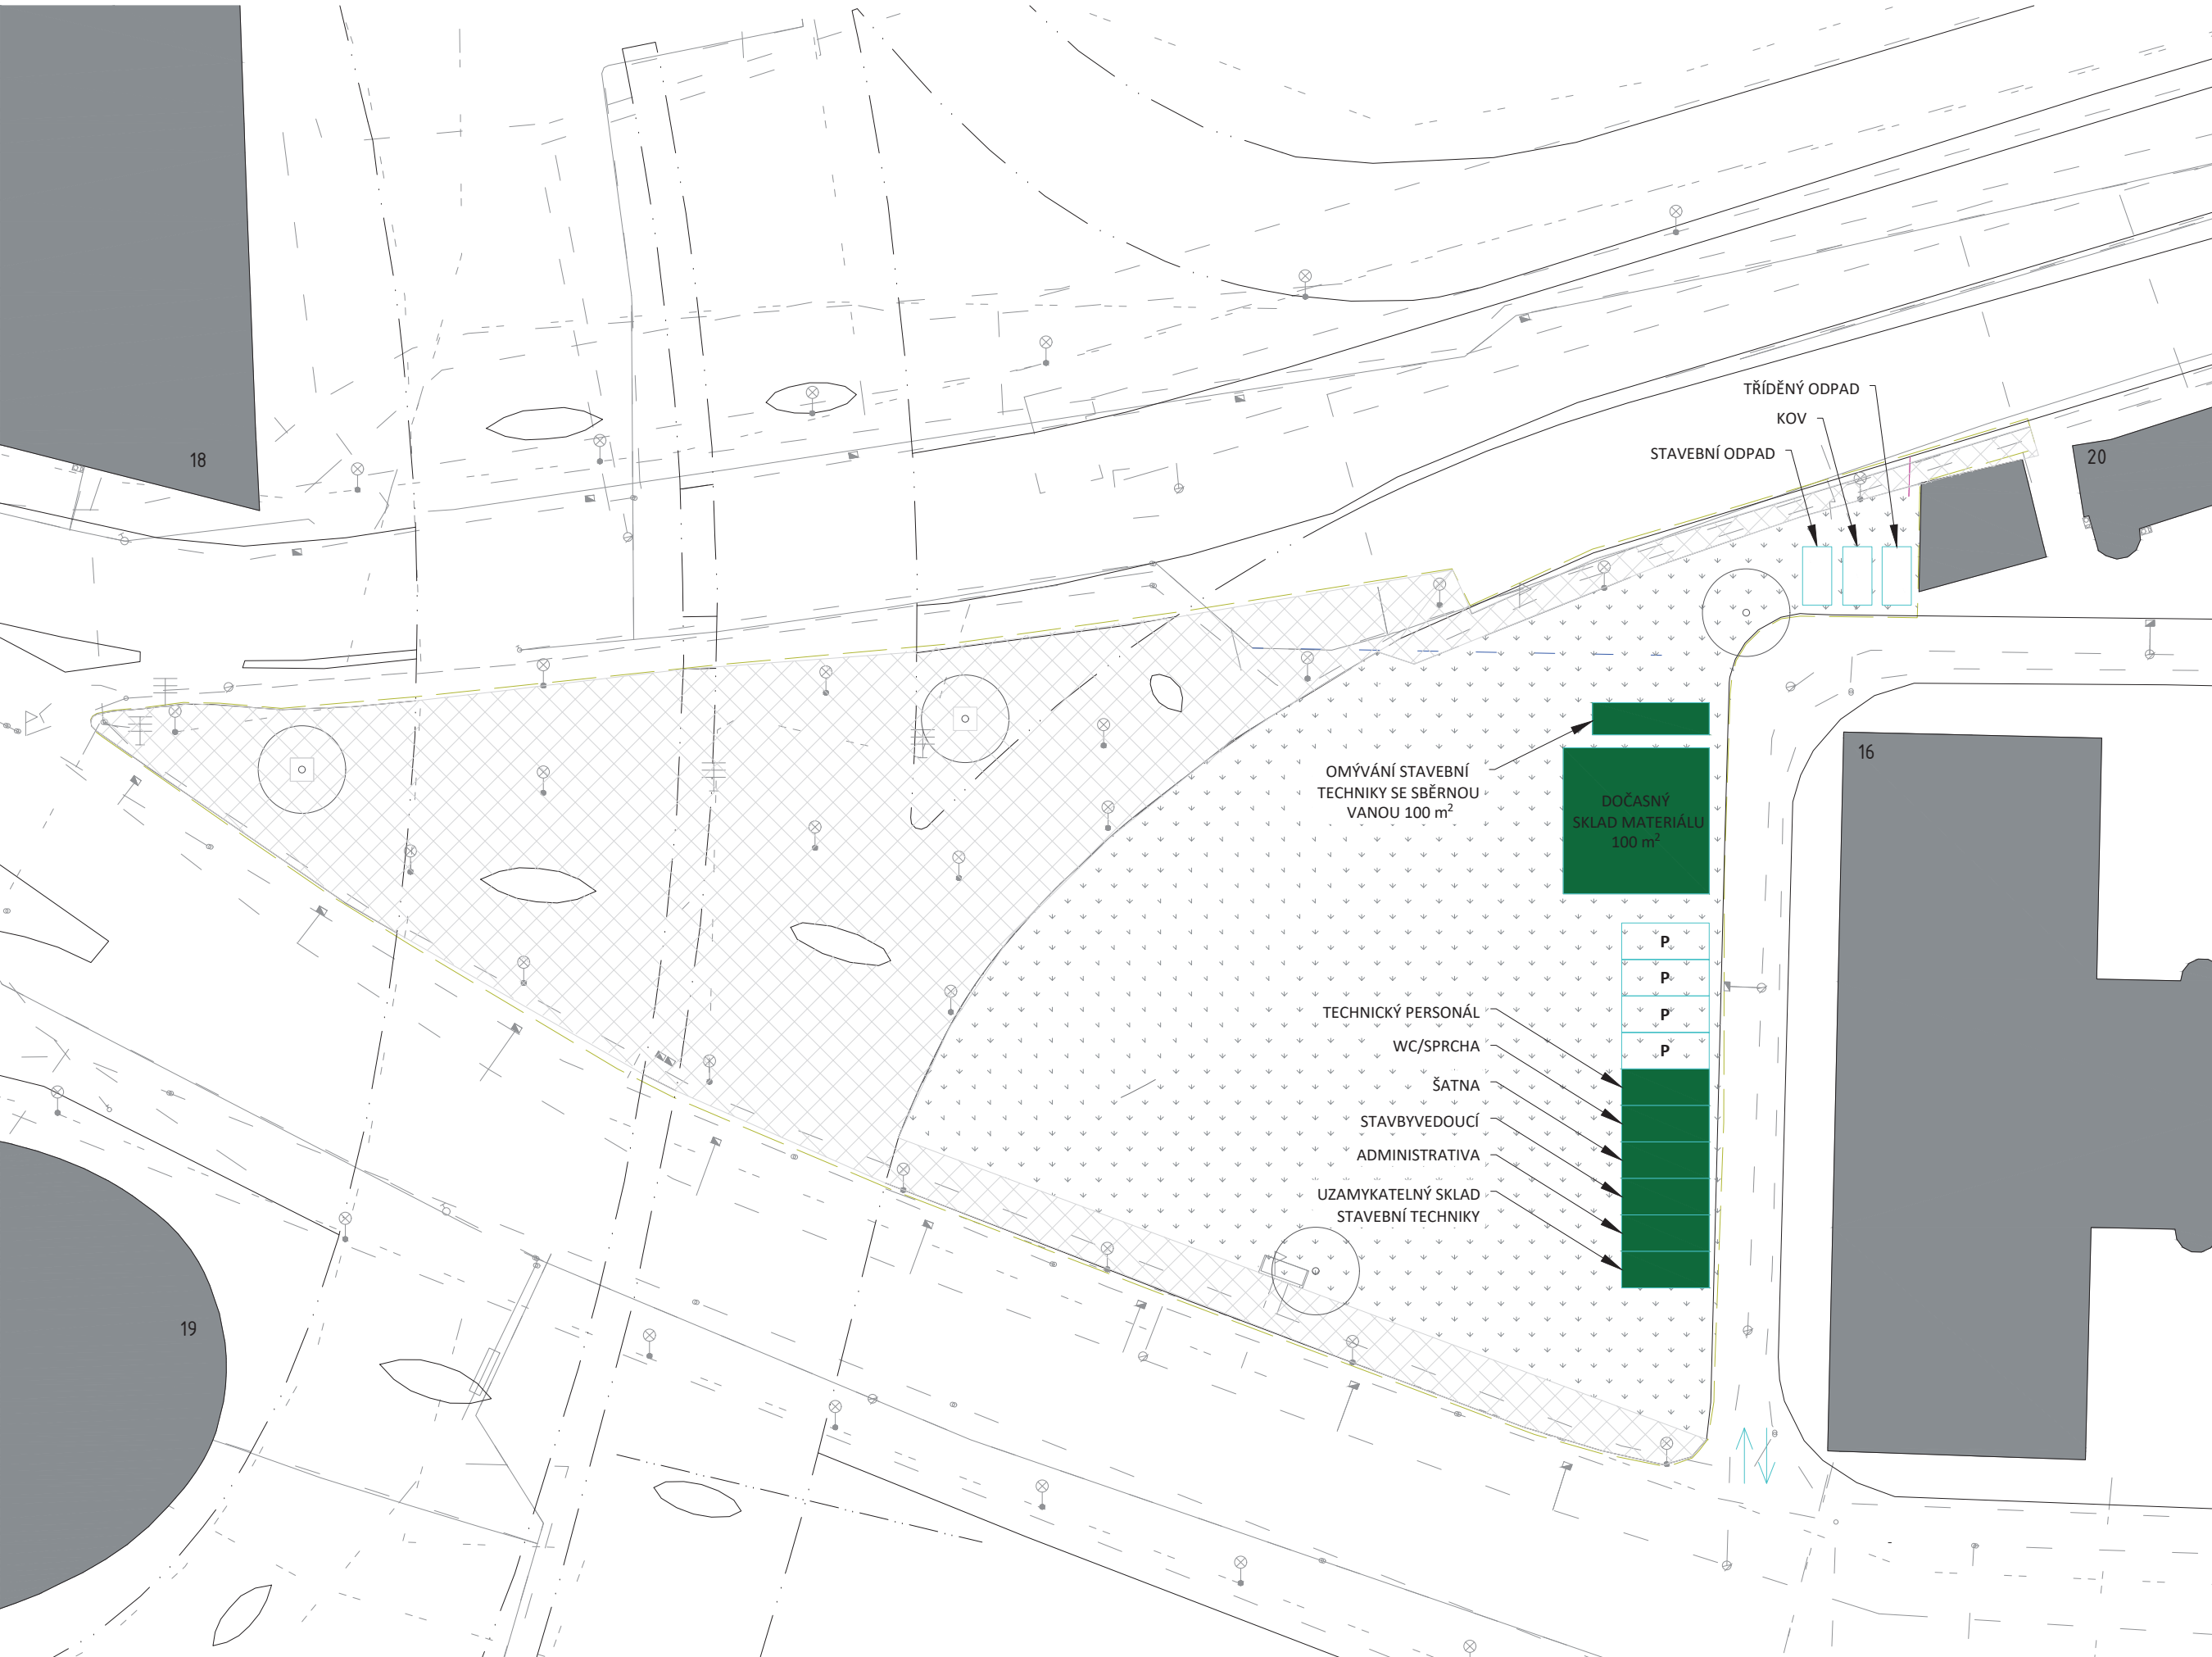 TŘÍDĚNÝ ODPAD
KOV
STAVEBNÍ ODPAD
18
20
16
OMÝVÁNÍ STAVEBNÍ
TECHNIKY SE SBĚRNOU
VANOU 100 m²
DOČASNÝ
SKLAD MATERIÁLU
100 m²
P
P
P
P
TECHNICKÝ PERSONÁL
WC/SPRCHA
ŠATNA
STAVBYVEDOUCÍ
ADMINISTRATIVA
UZAMYKATELNÝ SKLAD
STAVEBNÍ TECHNIKY
19